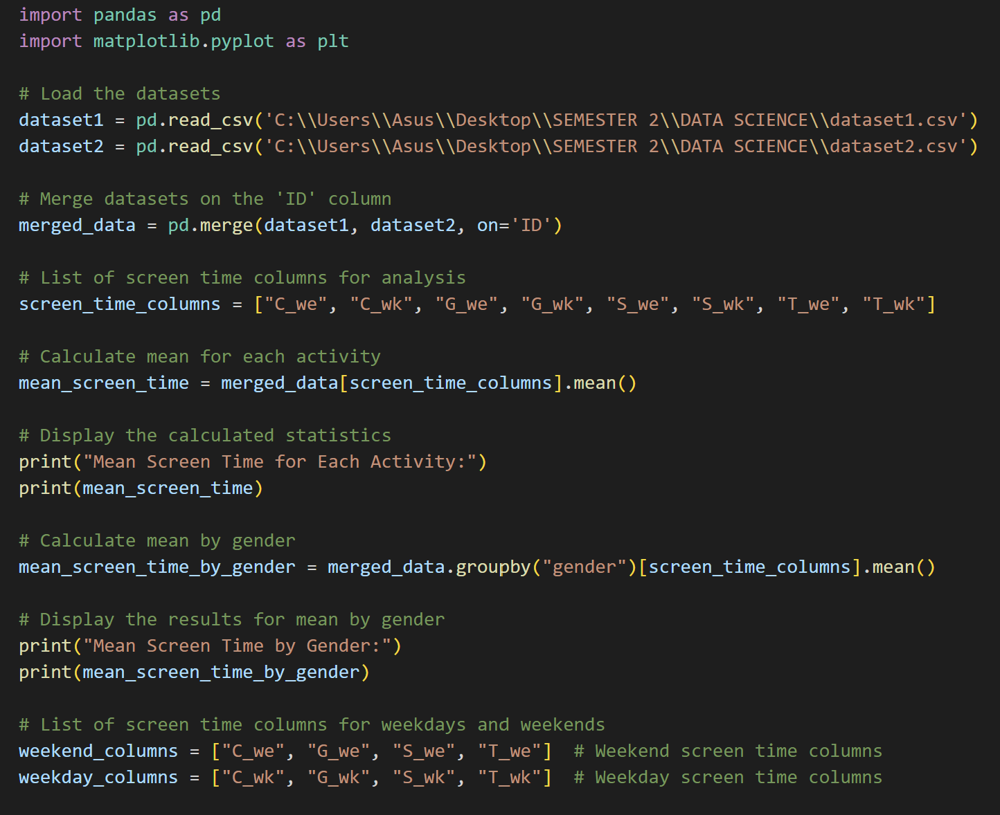 import pandas as pd
import matplotlib.pyplot as plt
# Load the datasets
dataset1 = pd.read_csv('C:\\Users\\Asus\\Desktop\\SEMESTER 2\\DATA SCIENCE\\dataset1.csv')
dataset2 = pd.read_csv('C:\\Users\\Asus\\Desktop\\SEMESTER 2\\DATA SCIENCE\\dataset2.csv')
# Merge datasets on the 'ID' column
merged_data = pd.merge(dataset1, dataset2, on='ID')
# List of screen time columns for analysis
screen_time_columns = ["C_we", "C_wk", "G_we", "G_wk", "S_we", "S_wk", "T_we", "T_wk"]
# Calculate mean for each activity
mean_screen_time = merged_data[screen_time_columns].mean()
# Display the calculated statistics
print("Mean Screen Time for Each Activity:")
print(mean_screen_time)
# Calculate mean by gender
mean_screen_time_by_gender = merged_data.groupby("gender")[screen_time_columns].mean()
# Display the results for mean by gender
print("Mean Screen Time by Gender:")
print(mean_screen_time_by_gender)
# List of screen time columns for weekdays and weekends
weekend_columns = ["C_we", "G_we", "S_we", "T_we"]  # Weekend screen time columns
weekday_columns = ["C_wk", "G_wk", "S_wk", "T_wk"]  # Weekday screen time columns